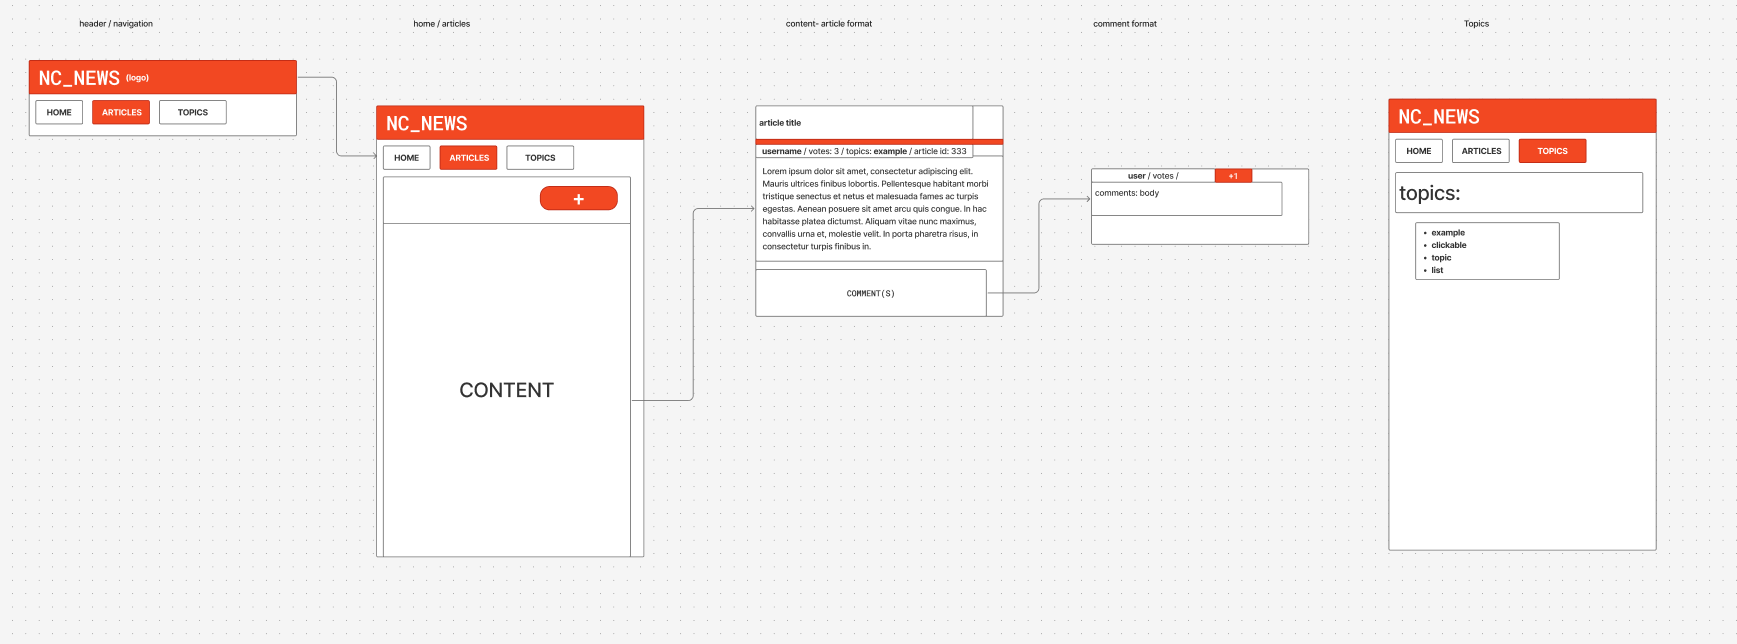 header / navigation
home / articles
content- article format
comment format
Topics
NC_NEWS (logo)
HOME ARTICLES TOPICS
NC_NEWS
HOME ARTICLES TOPICS
+
CONTENT
article title
username / votes: 3 / topics: example / article id: 333
Lorem ipsum dolor sit amet, consectetur adipiscing elit.
Mauris ultrices finibus lobortis. Pellentesque habitant morbi
tristique senectus et netus et malesuada fames ac turpis
egestas. Aenean posuere sit amet arcu quis congue. In hac
habitasse platea dictumst. Aliquam vitae nunc maximus,
convallis urna et, molestie velit. In porta pharetra risus, in
consectetur turpis finibus in.
COMMENT(S)
user / votes / +1
comments: body
NC_NEWS
HOME ARTICLES TOPICS
topics:
• example
• clickable
• topic
• list